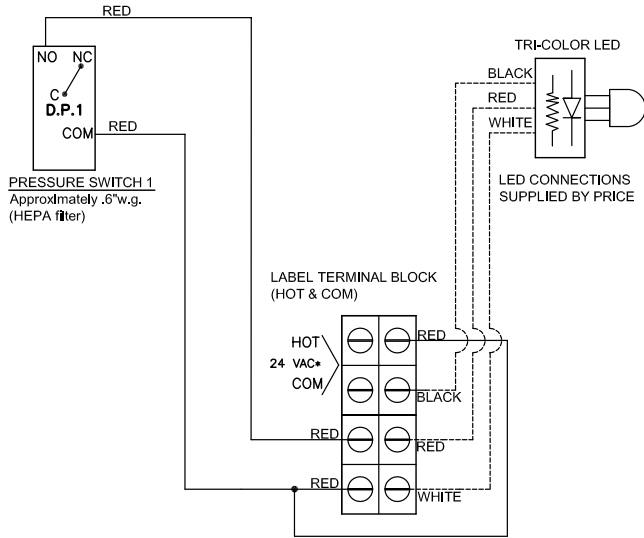 RED
NO NC
C
D.P.1
COM
RED
PRESSURE SWITCH 1
Approximately .6"w.g.
(HEPA filter)
TRI-COLOR LED
BLACK
RED
WHITE
LED CONNECTIONS
SUPPLIED BY PRICE
LABEL TERMINAL BLOCK
(HOT & COM)
HOT
24 VAC*
COM
RED
BLACK
RED
RED
RED
WHITE